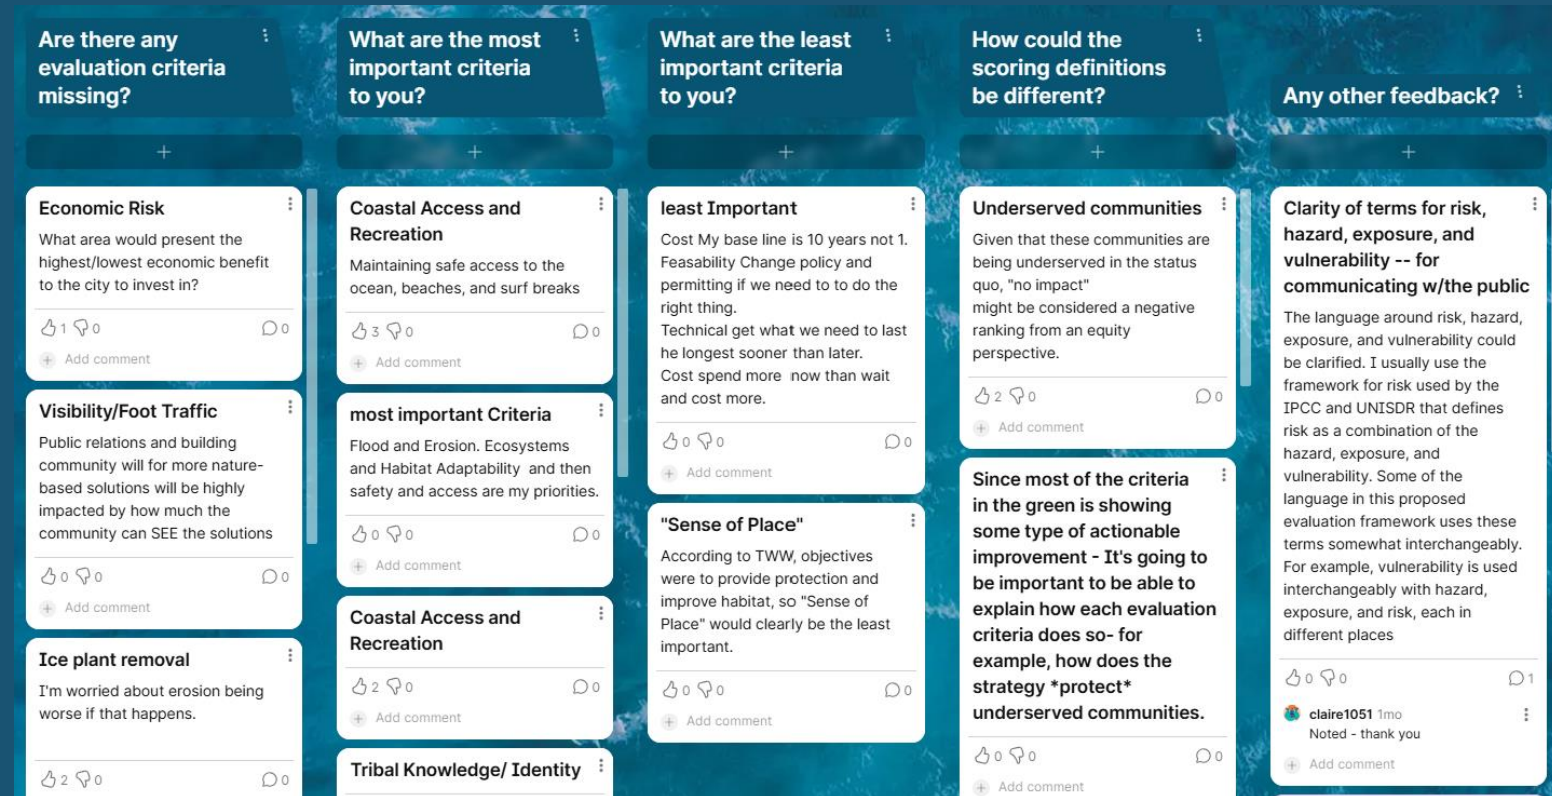 Are there any
evaluation criteria
missing?
+
Economic Risk
What area would present the
highest/lowest economic benefit
to the city to invest in?
1 0 0
+ Add comment
Visibility/Foot Traffic
Public relations and building
community will for more nature-
based solutions will be highly
impacted by how much the
community can SEE the solutions
0 0 0
+ Add comment
Ice plant removal
I'm worried about erosion being
worse if that happens.
2 0 0
What are the most
important criteria
to you?
+
Coastal Access and
Recreation
Maintaining safe access to the
ocean, beaches, and surf breaks
3 0 0
+ Add comment
most important Criteria
Flood and Erosion. Ecosystems
and Habitat Adaptability and then
safety and access are my priorities.
0 0 0
+ Add comment
Coastal Access and
Recreation
2 0 0
+ Add comment
Tribal Knowledge/ Identity
What are the least
important criteria
to you?
+
least Important
Cost My base line is 10 years not 1.
Feasability Change policy and
permitting if we need to to do the
right thing.
Technical get what we need to last
he longest sooner than later.
Cost spend more now than wait
and cost more.
0 0 0
+ Add comment
"Sense of Place"
According to TWW, objectives
were to provide protection and
improve habitat, so "Sense of
Place" would clearly be the least
important.
0 0 0
+ Add comment
How could the
scoring definitions
be different?
+
Underserved communities
Given that these communities are
being underserved in the status
quo, "no impact"
might be considered a negative
ranking from an equity
perspective.
2 0 0
+ Add comment
Since most of the criteria
in the green is showing
some type of actionable
improvement - It's going to
be important to be able to
explain how each evaluation
criteria does so- for
example, how does the
strategy *protect*
underserved communities.
0 0 0
+ Add comment
Any other feedback?
+
Clarity of terms for risk,
hazard, exposure, and
vulnerability -- for
communicating w/the public
The language around risk, hazard,
exposure, and vulnerability could
be clarified. I usually use the
framework for risk used by the
IPCC and UNISDR that defines
risk as a combination of the
hazard, exposure, and
vulnerability. Some of the
language in this proposed
evaluation framework uses these
terms somewhat interchangeably.
For example, vulnerability is used
interchangeably with hazard,
exposure, and risk, each in
different places
0 0 1
claire1051 1mo
Noted - thank you
+ Add comment